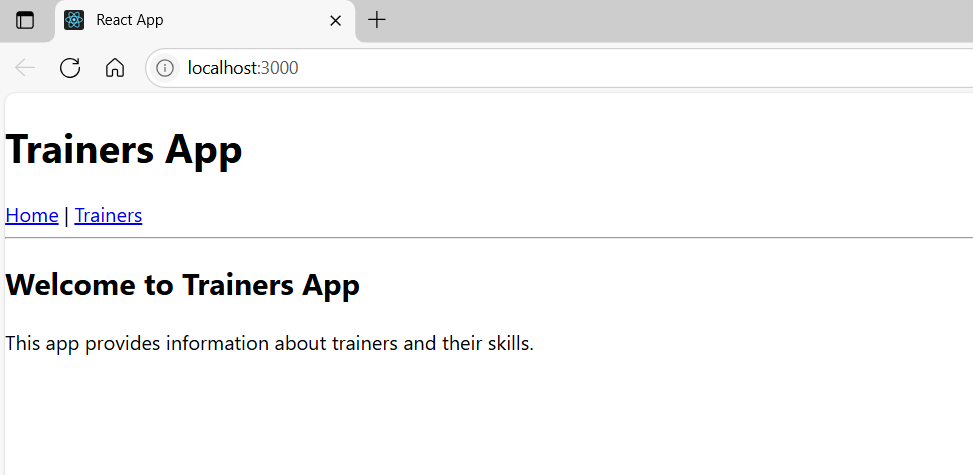 React App
localhost:3000
Trainers App
Home | Trainers
Welcome to Trainers App
This app provides information about trainers and their skills.